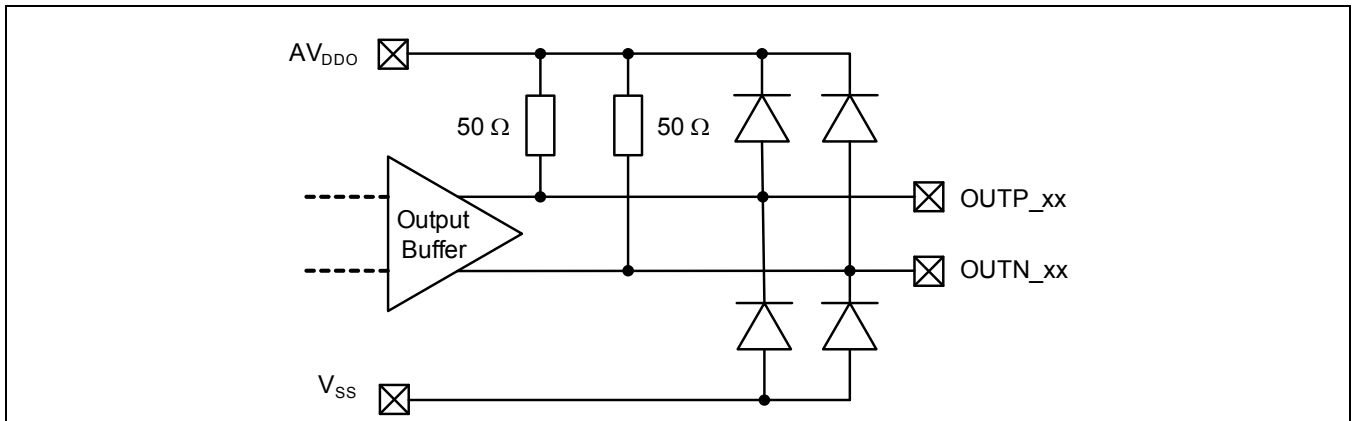 AVDDO
50 Ω
50 Ω
Output
Buffer
OUTP_xx
OUTN_xx
VSS